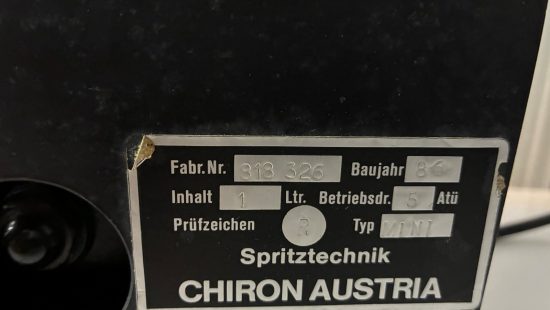 Fabr.Nr. 313 326 Baujahr 86
Inhalt 1 Ltr. Betriebsdr. 5 Atü
Prüfzeichen R Typ MINI
Spritztechnik
CHIRON AUSTRIA